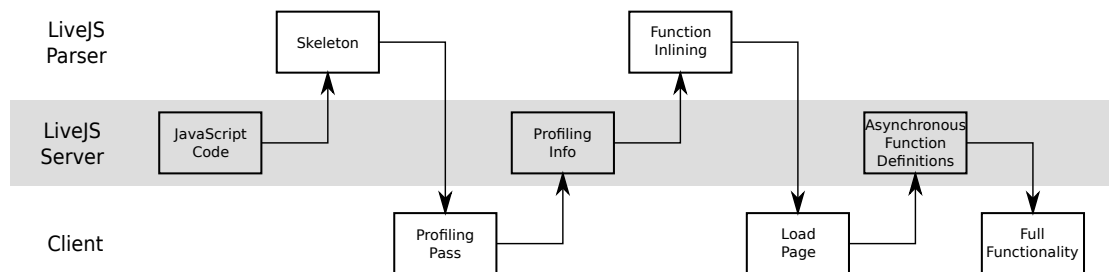 LiveJS
Parser
Skeleton
Function
Inlining
LiveJS
Server
JavaScript
Code
Profiling
Info
Asynchronous
Function
Definitions
Client
Profiling
Pass
Load
Page
Full
Functionality